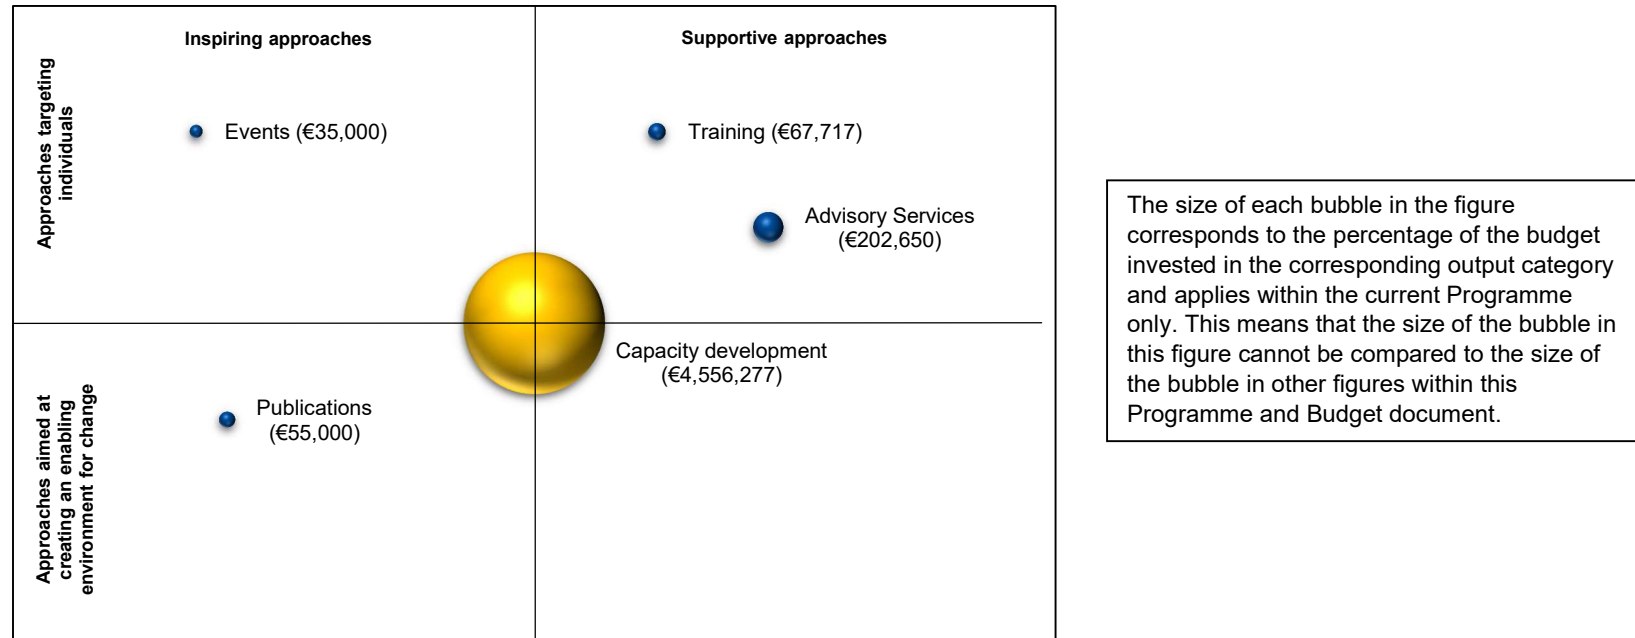 Inspiring approaches
Supportive approaches
Approaches targeting
individuals
Events (€35,000)
Training (€67,717)
Advisory Services
(€202,650)
Capacity development
(€4,556,277)
Approaches aimed at
creating an enabling
environment for change
Publications
(€55,000)
The size of each bubble in the figure
corresponds to the percentage of the budget
invested in the corresponding output category
and applies within the current Programme
only. This means that the size of the bubble in
this figure cannot be compared to the size of
the bubble in other figures within this
Programme and Budget document.